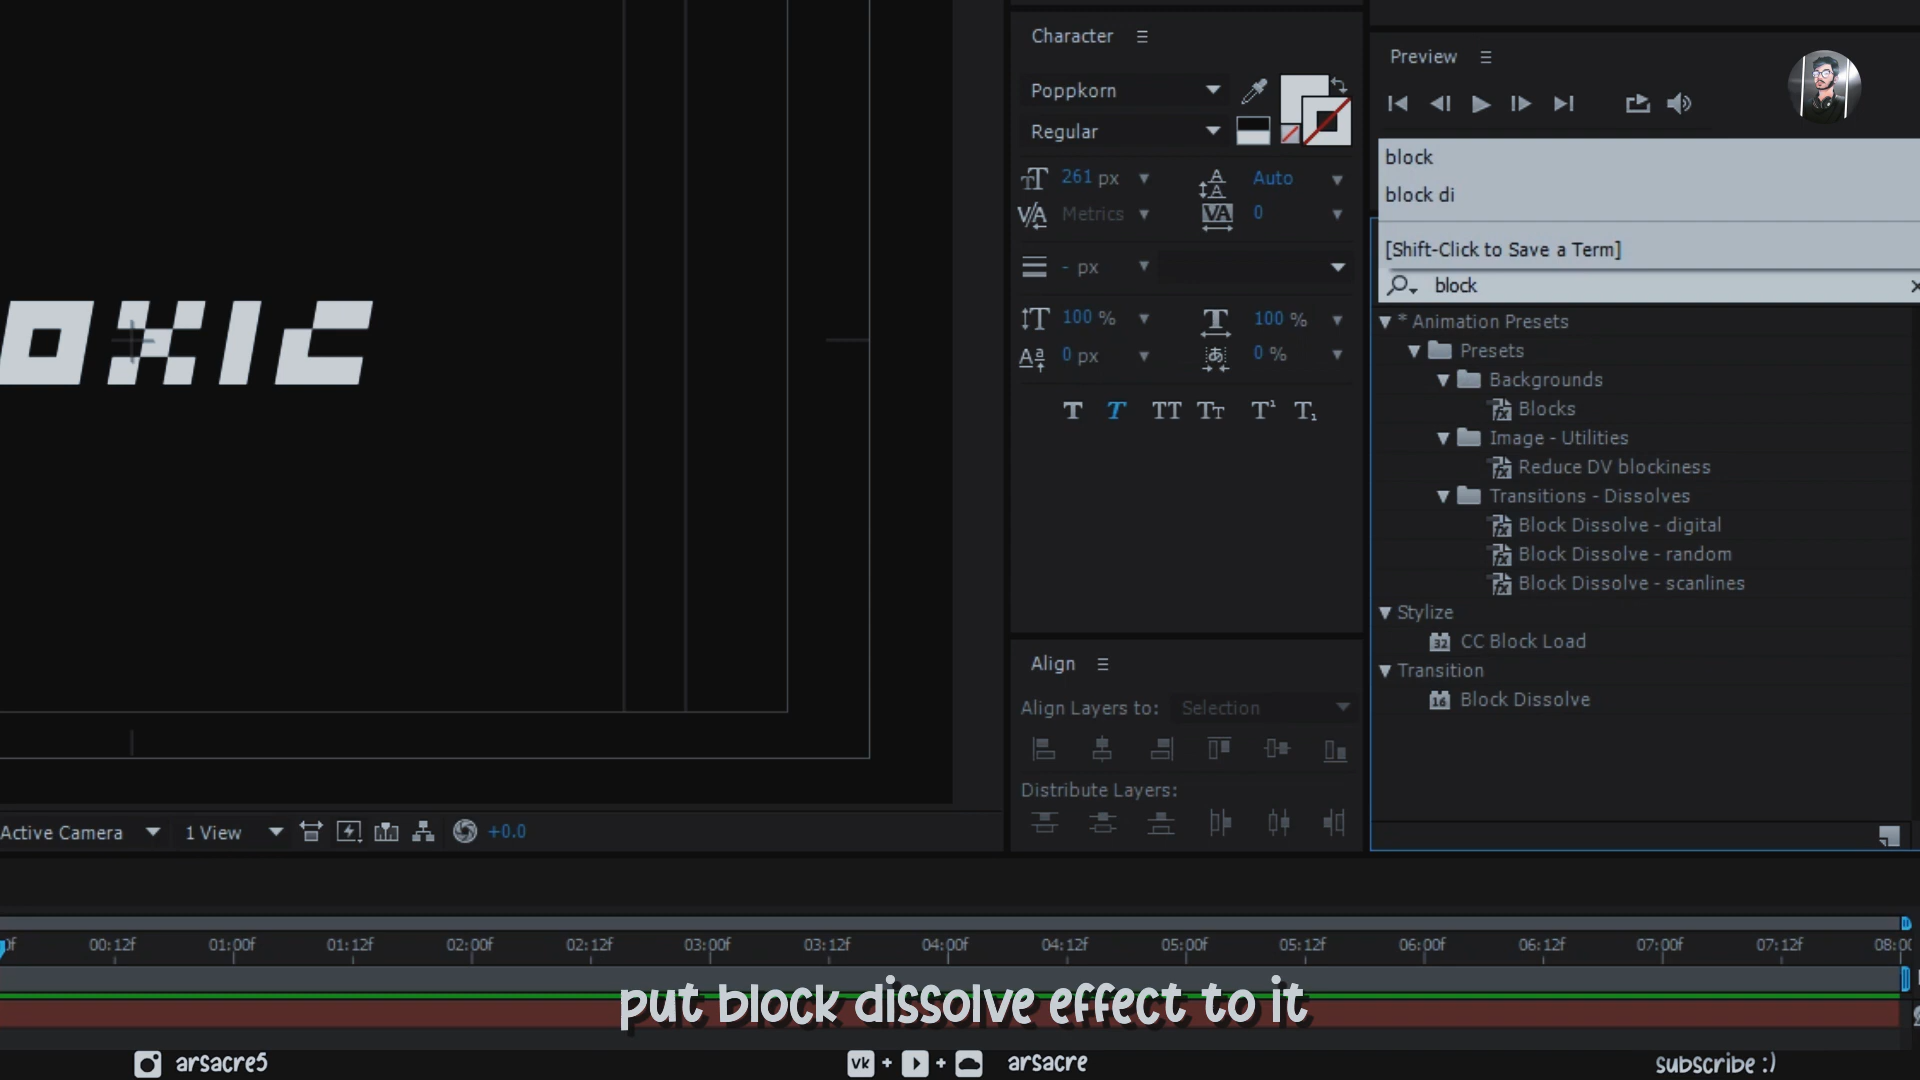 Character
Preview
Poppkorn
Regular
261 px
Auto
Metrics
0
- px
100 %
100 %
0 px
0 %
block
block di
[Shift-Click to Save a Term]
block
* Animation Presets
Presets
Backgrounds
Blocks
Image - Utilities
Reduce DV blockiness
Transitions - Dissolves
Block Dissolve - digital
Block Dissolve - random
Block Dissolve - scanlines
Stylize
CC Block Load
Transition
Block Dissolve
OXIC
Align
Align Layers to: Selection
Distribute Layers:
Active Camera 1 View +0.0
00:12f 01:00f 01:12f 02:00f 02:12f 03:00f 03:12f 04:00f 04:12f 05:00f 05:12f 06:00f 06:12f 07:00f 07:12f 08:00
put block dissolve effect to it
arsacre5
vk + + arsacre
subscribe :)